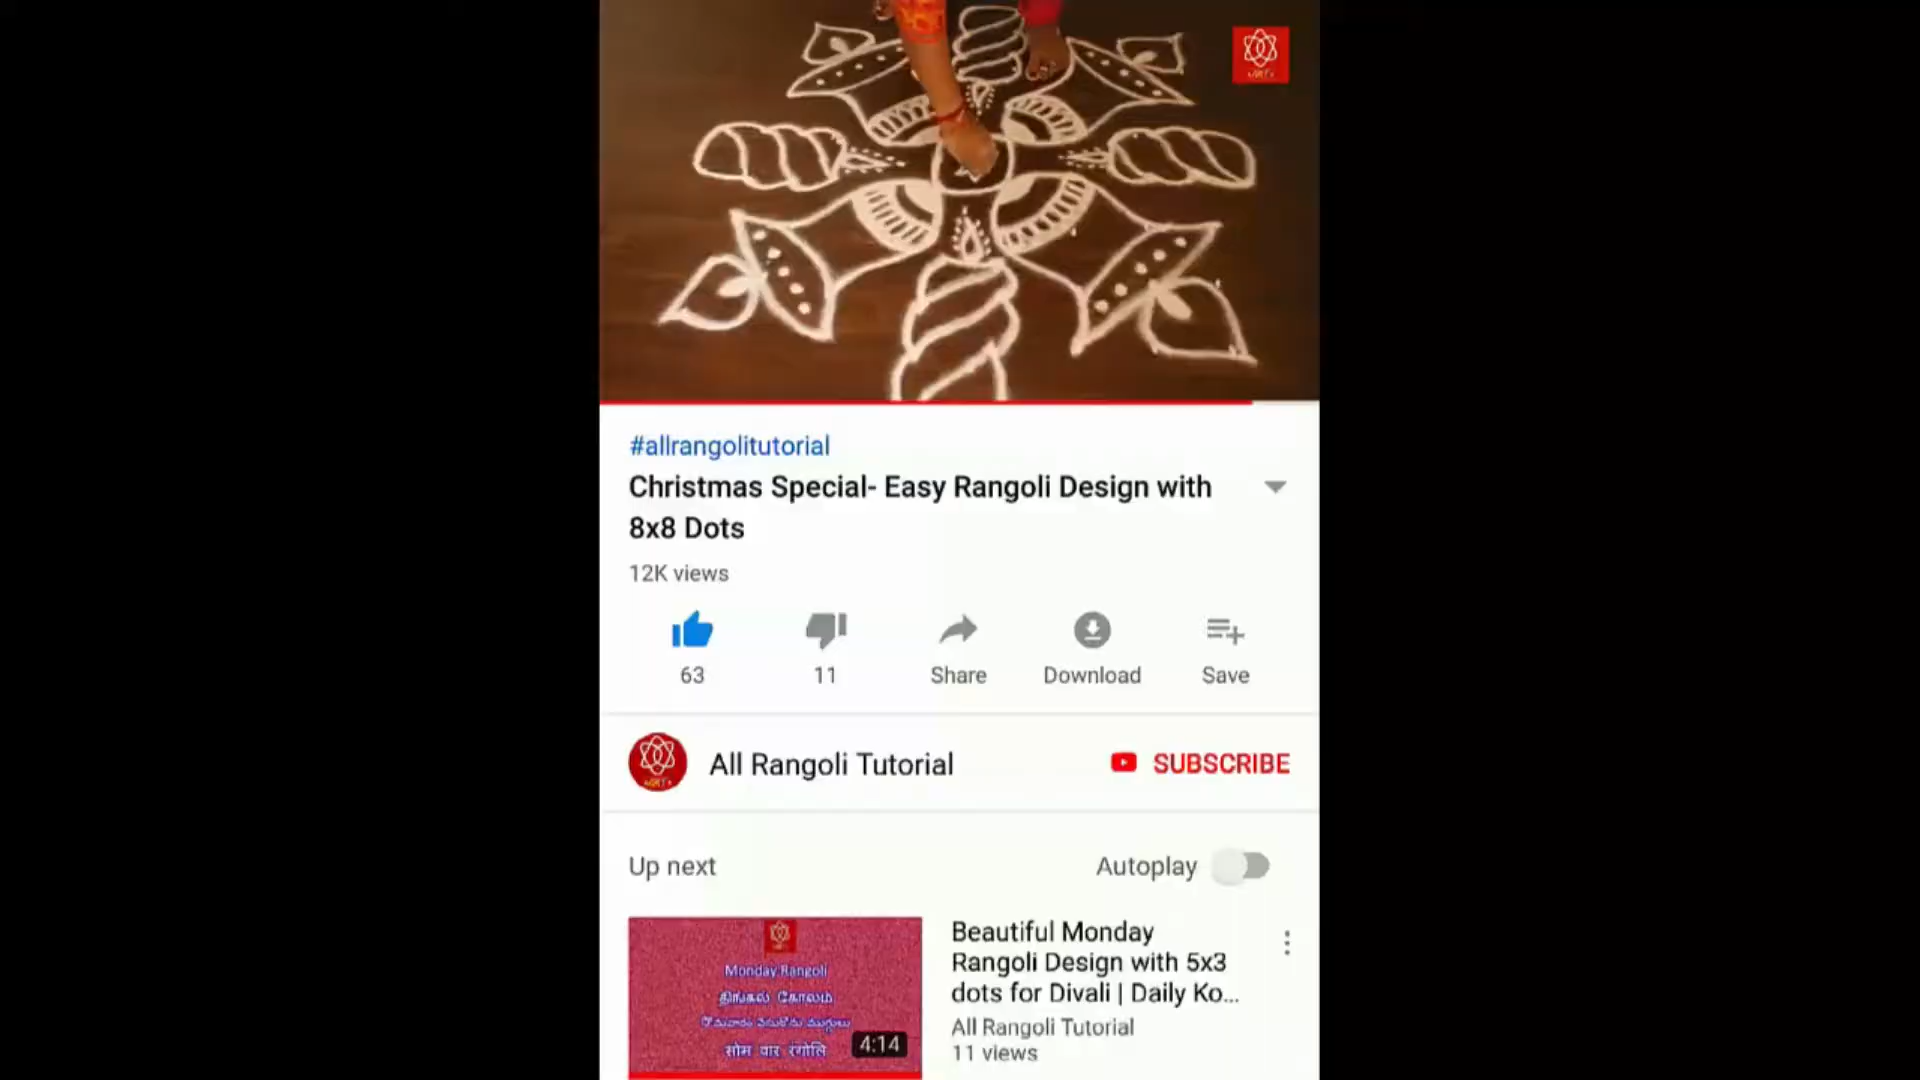 #allrangolitutorial
Christmas Special- Easy Rangoli Design with
8x8 Dots
12K views
63
11
Share
Download
Save
All Rangoli Tutorial
SUBSCRIBE
Up next
Autoplay
Monday Rangoli
திங்கல் கோலம்
सोम वार रंगोलि
4:14
Beautiful Monday
Rangoli Design with 5x3
dots for Divali | Daily Ko...
All Rangoli Tutorial
11 views